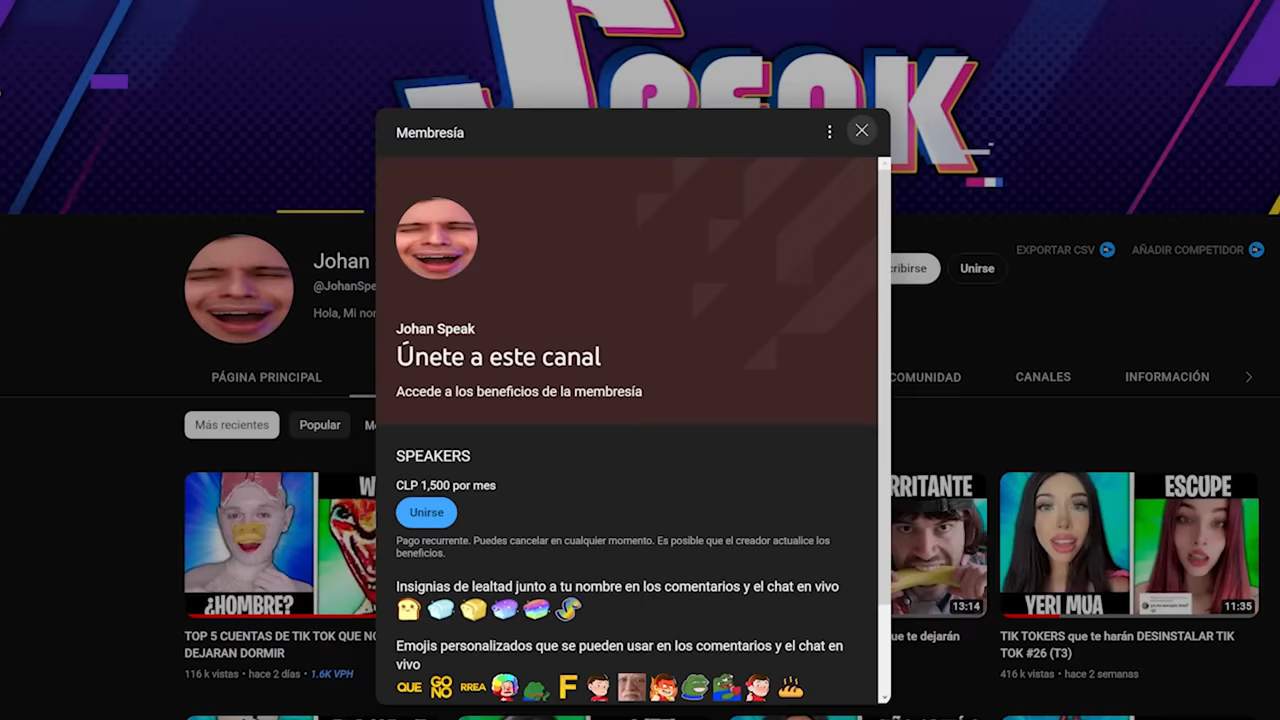 SPEAK
Membresía
Johan
@JohanSpe
Hola, Mi nor
cribirse
Unirse
EXPORTAR CSV
AÑADIR COMPETIDOR
Johan Speak
Únete a este canal
Accede a los beneficios de la membresía
PÁGINA PRINCIPAL
COMUNIDAD
CANALES
INFORMACIÓN
Más recientes
Popular
SPEAKERS
CLP 1,500 por mes
Unirse
Pago recurrente. Puedes cancelar en cualquier momento. Es posible que el creador actualice los
beneficios.
Insignias de lealtad junto a tu nombre en los comentarios y el chat en vivo
Emojis personalizados que se pueden usar en los comentarios y el chat en
vivo
QUE
GO
NO
RREA
F
¿HOMBRE?
TOP 5 CUENTAS DE TIK TOK QUE NO
DEJARAN DORMIR
116 k vistas • hace 2 días • 1.6K VPH
RRITANTE
13:14
ue te dejarán
ESCUPE
YERI MUA
11:35
TIK TOKERS que te harán DESINSTALAR TIK
TOK #26 (T3)
416 k vistas • hace 2 semanas